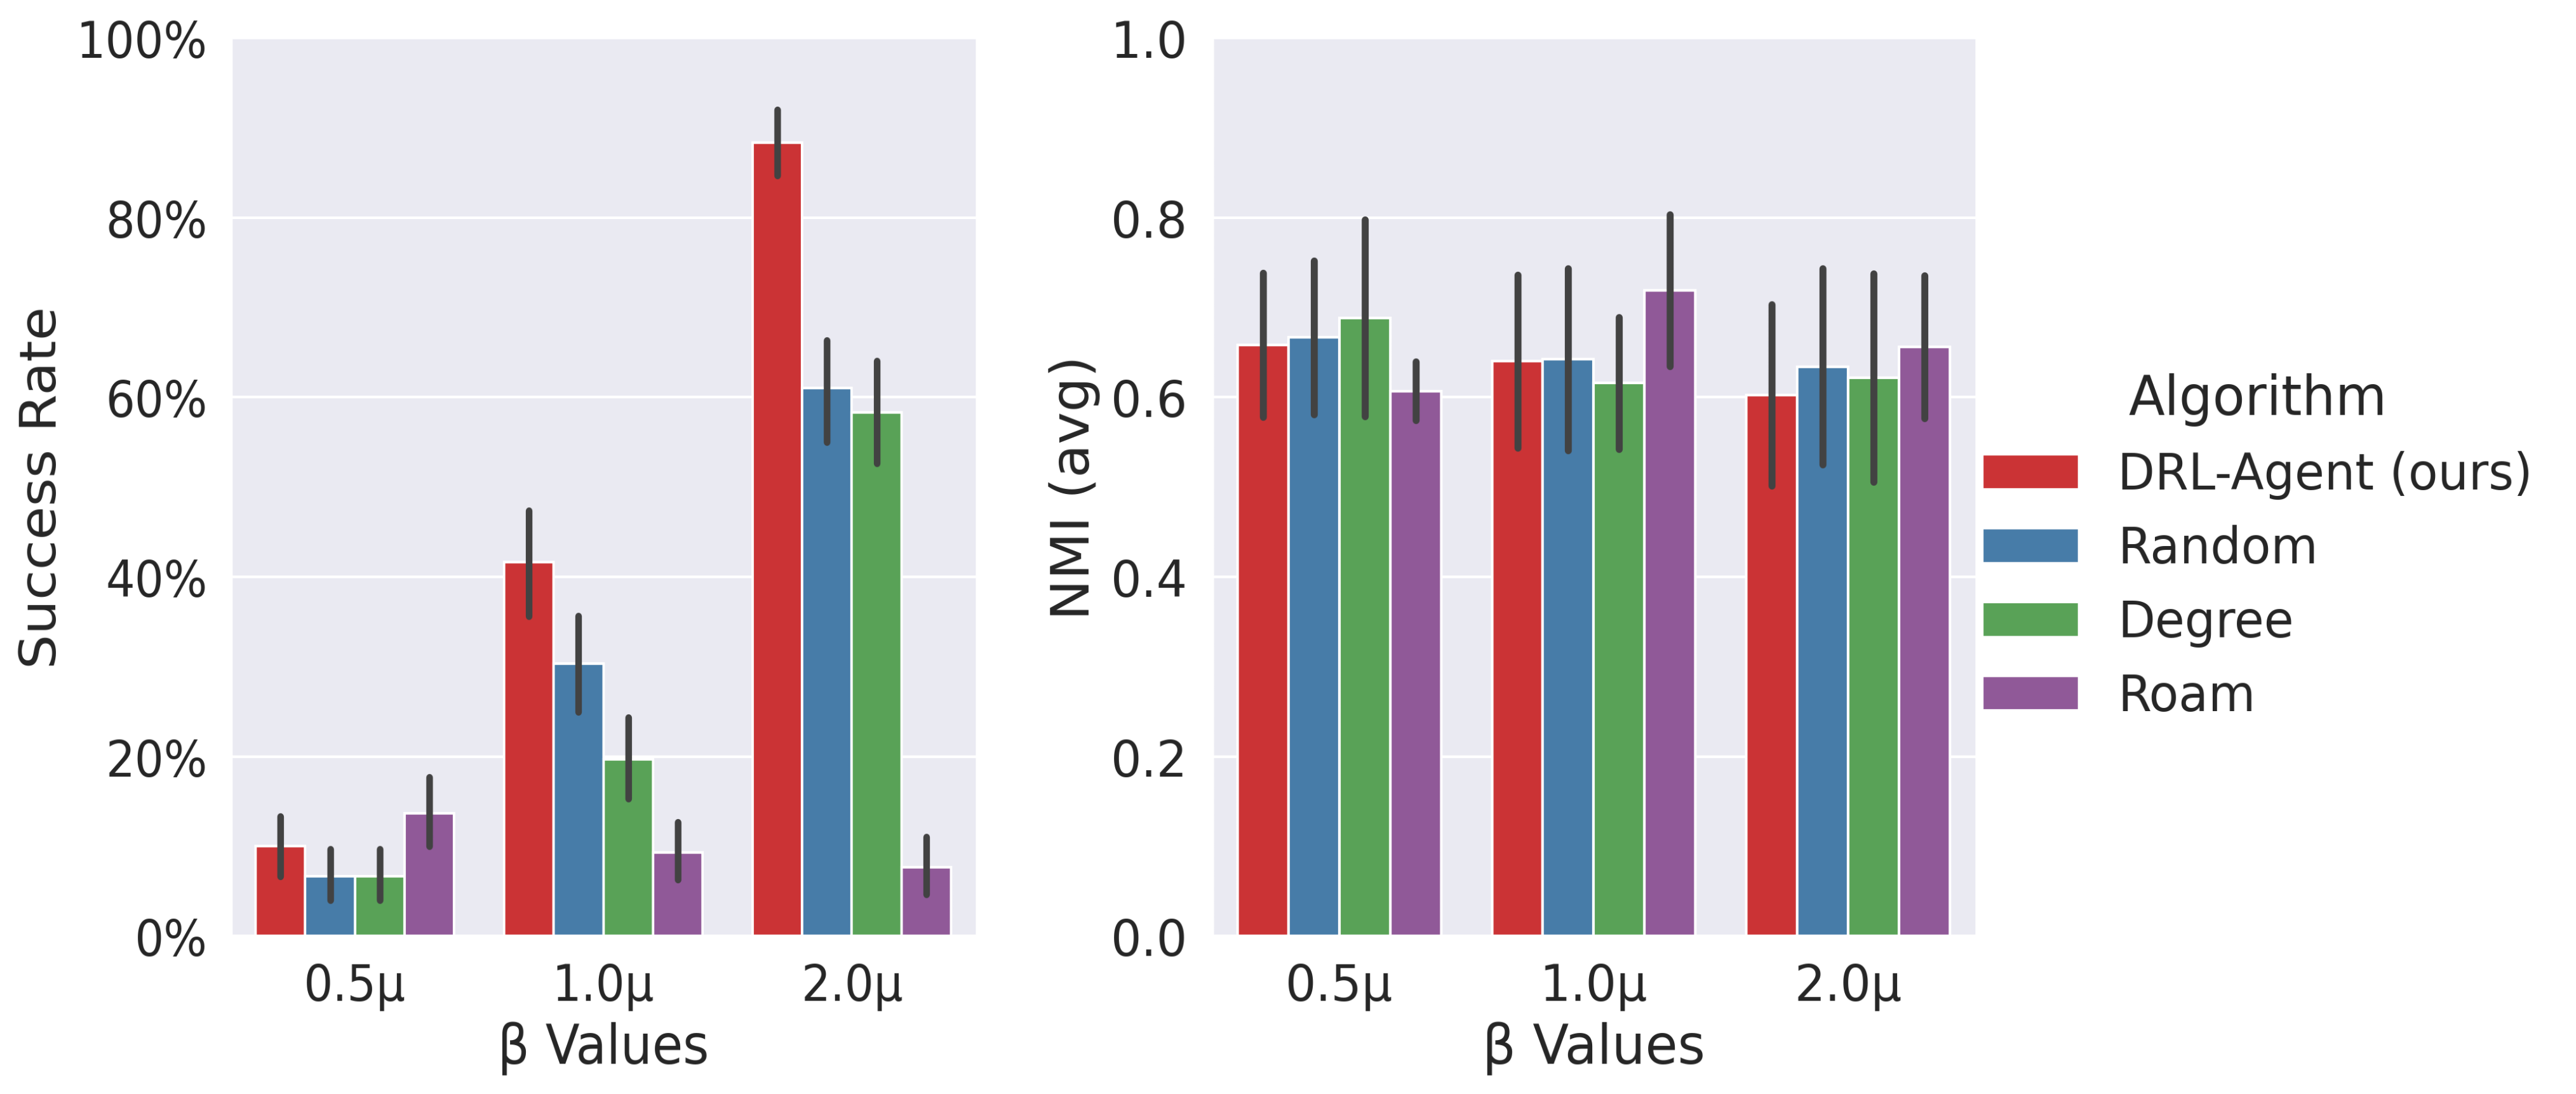 Success Rate
100%
80%
60%
40%
20%
0%
0.5μ 1.0μ 2.0μ
β Values
NMI (avg)
1.0
0.8
0.6
0.4
0.2
0.0
0.5μ 1.0μ 2.0μ
β Values
Algorithm
DRL-Agent (ours)
Random
Degree
Roam